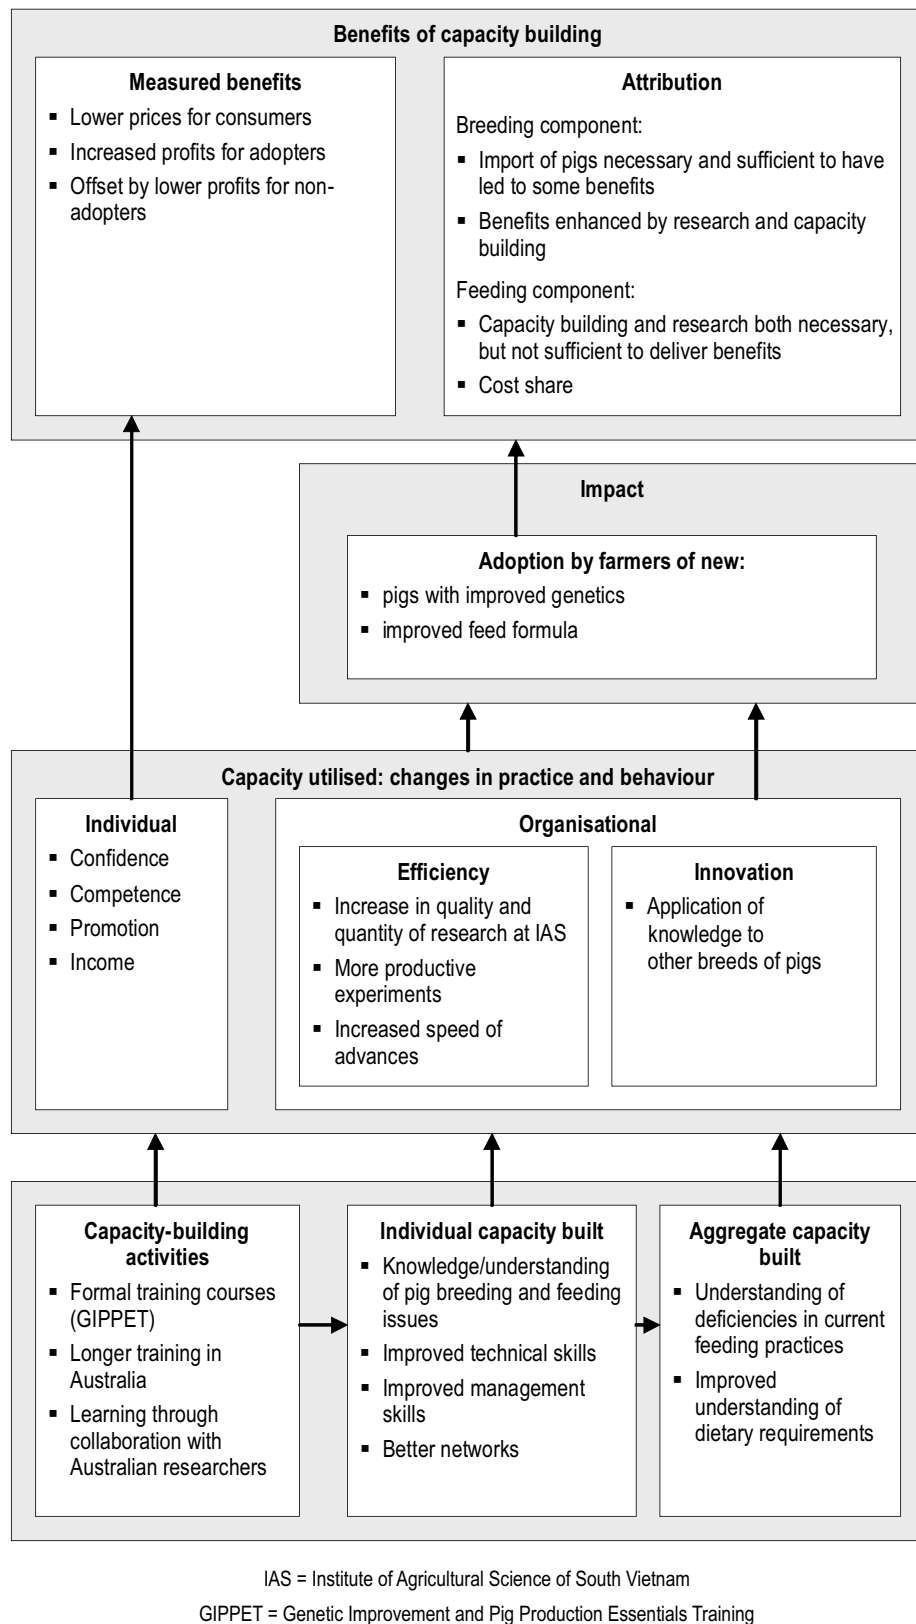 Benefits of capacity building
Measured benefits
▪ Lower prices for consumers
▪ Increased profits for adopters
▪ Offset by lower profits for non-
adopters
Attribution
Breeding component:
▪ Import of pigs necessary and sufficient to have
led to some benefits
▪ Benefits enhanced by research and capacity
building
Feeding component:
▪ Capacity building and research both necessary,
but not sufficient to deliver benefits
▪ Cost share
Impact
Adoption by farmers of new:
▪ pigs with improved genetics
▪ improved feed formula
Capacity utilised: changes in practice and behaviour
Individual
▪ Confidence
▪ Competence
▪ Promotion
▪ Income
Organisational
Efficiency
▪ Increase in quality and
quantity of research at IAS
▪ More productive
experiments
▪ Increased speed of
advances
Innovation
▪ Application of
knowledge to
other breeds of pigs
Capacity-building
activities
▪ Formal training courses
(GIPPET)
▪ Longer training in
Australia
▪ Learning through
collaboration with
Australian researchers
Individual capacity built
▪ Knowledge/understanding
of pig breeding and feeding
issues
▪ Improved technical skills
▪ Improved management
skills
▪ Better networks
Aggregate capacity
built
▪ Understanding of
deficiencies in current
feeding practices
▪ Improved
understanding of
dietary requirements
IAS = Institute of Agricultural Science of South Vietnam
GIPPET = Genetic Improvement and Pig Production Essentials Training